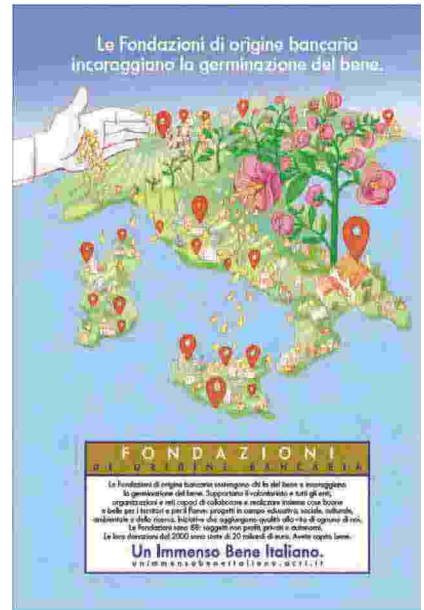 Le Fondazioni di origine bancaria
incoraggiano la germinazione del bene.
FONDAZIONI
DI ORIGINE BANCARIA
Le Fondazioni di origine bancaria sostengono chi fa del bene e incoraggiano
la germinazione del bene. Supportano il volontariato e tutti gli enti,
organizzazioni e reti capaci di collaborare e realizzare insieme cose buone
e belle per i territori e per il Paese: progetti in campo educativo, sociale, culturale,
ambientale e della ricerca. Iniziative che aggiungono qualità alla vita di ognuno di noi.
Le Fondazioni sono 88: soggetti non profit, privati e autonomi.
Le loro donazioni dal 2000 sono state di 20 miliardi di euro. Avete capito bene.
Un Immenso Bene Italiano.
unimmensobeneitaliano.acri.it